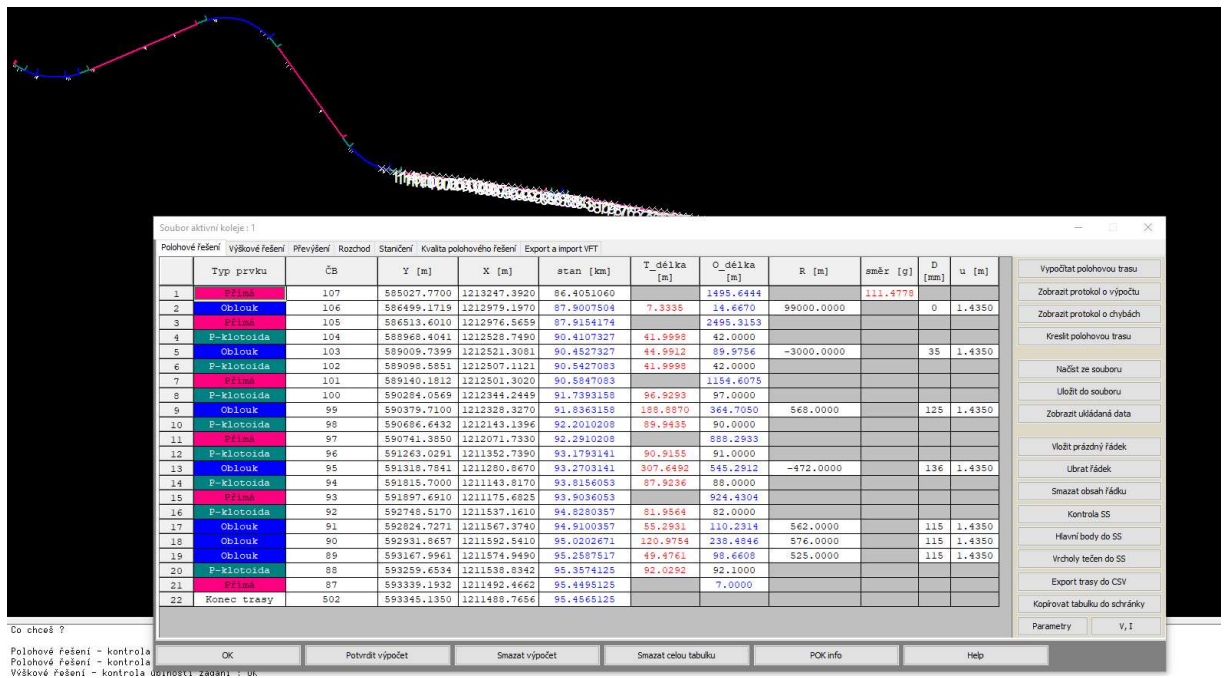 Soubor aktivní koleje : 1
Polohové řešení Výškové řešení Převýšení Rozchod Staničení Kvalita polohového řešení Export a import VFT
Typ prvku ČB Y [m] X [m] stan [km] T_délka [m] O_délka [m] R [m] směr [g] D [mm] u [m]
1 Přímá 107 585027.7700 1213247.3920 86.4051060 1495.6444 111.4778
2 Oblouk 106 586499.1719 1212979.1970 87.9007504 7.3335 14.6670 99000.0000 0 1.4350
3 Přímá 105 586513.6010 1212976.5659 87.9154174 2495.3153
4 P-klotoida 104 588968.4041 1212528.7490 90.4107327 41.9998 42.0000
5 Oblouk 103 589009.7399 1212521.3081 90.4527327 44.9912 89.9756 -3000.0000 35 1.4350
6 P-klotoida 102 589098.5851 1212507.1121 90.5427083 41.9998 42.0000
7 Přímá 101 589140.1812 1212501.3020 90.5847083 1154.6075
8 P-klotoida 100 590284.0569 1212344.2449 91.7393158 96.9293 97.0000
9 Oblouk 99 590379.7100 1212328.3270 91.8363158 188.8870 364.7050 568.0000 125 1.4350
10 P-klotoida 98 590686.6432 1212143.1396 92.2010208 89.9435 90.0000
11 Přímá 97 590741.3850 1212071.7330 92.2910208 888.2933
12 P-klotoida 96 591263.0291 1211352.7390 93.1793141 90.9155 91.0000
13 Oblouk 95 591318.7841 1211280.8670 93.2703141 307.6492 545.2912 -472.0000 136 1.4350
14 P-klotoida 94 591815.7000 1211143.8170 93.8156053 87.9236 88.0000
15 Přímá 93 591897.6910 1211175.6825 93.9036053 924.4304
16 P-klotoida 92 592748.5170 1211537.1610 94.8280357 81.9564 82.0000
17 Oblouk 91 592824.7271 1211567.3740 94.9100357 55.2931 110.2314 562.0000 115 1.4350
18 Oblouk 90 592931.8657 1211592.5410 95.0202671 120.9754 238.4846 576.0000 115 1.4350
19 Oblouk 89 593167.9961 1211574.9490 95.2587517 49.4761 98.6608 525.0000 115 1.4350
20 P-klotoida 88 593259.6534 1211538.8342 95.3574125 92.0292 92.1000
21 Přímá 87 593339.1932 1211492.4662 95.4495125 7.0000
22 Konec trasy 502 593345.1350 1211488.7656 95.4565125
Vypočítat polohovou trasu
Zobrazit protokol o výpočtu
Zobrazit protokol o chybách
Kreslit polohovou trasu
Načíst ze souboru
Uložit do souboru
Zobrazit ukládaná data
Vložit prázdný řádek
Ubrat řádek
Smazat obsah řádku
Kontrola SS
Hlavní body do SS
Vrcholy tečen do SS
Export trasy do CSV
Kopírovat tabulku do schránky
Parametry V, I
OK Potvrdit výpočet Smazat výpočet Smazat celou tabulku POK info Help
Co chceš ?
Polohové řešení - kontrola
Polohové řešení - kontrola
Výškové řešení - kontrola úplnosti zadání : OK